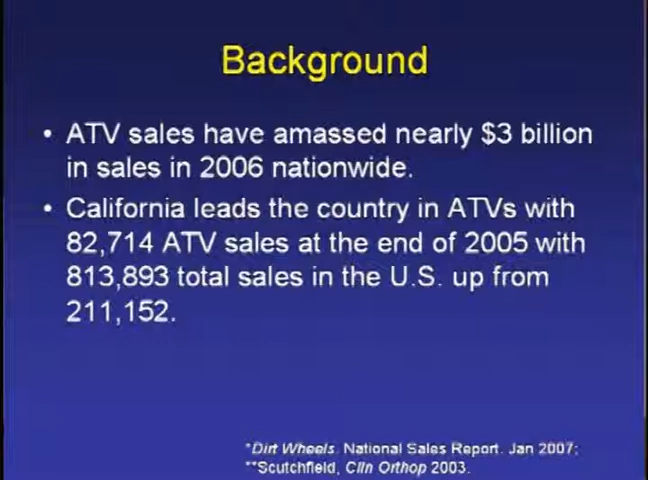 Background
• ATV sales have amassed nearly $3 billion
in sales in 2006 nationwide.
• California leads the country in ATVs with
82,714 ATV sales at the end of 2005 with
813,893 total sales in the U.S. up from
211,152.
*Dirt Wheels. National Sales Report. Jan 2007;
**Scutchfield, Clin Orthop 2003.